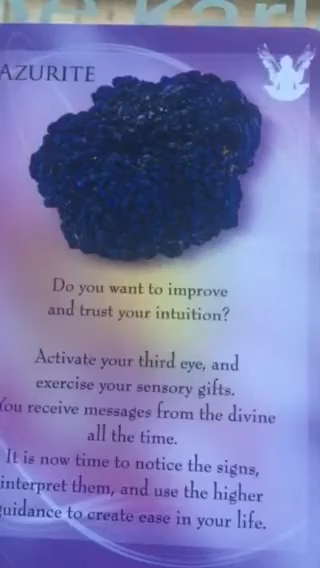 AZURITE
Do you want to improve
and trust your intuition?
Activate your third eye, and
exercise your sensory gifts.
You receive messages from the divine
all the time.
It is now time to notice the signs,
interpret them, and use the higher
guidance to create ease in your life.